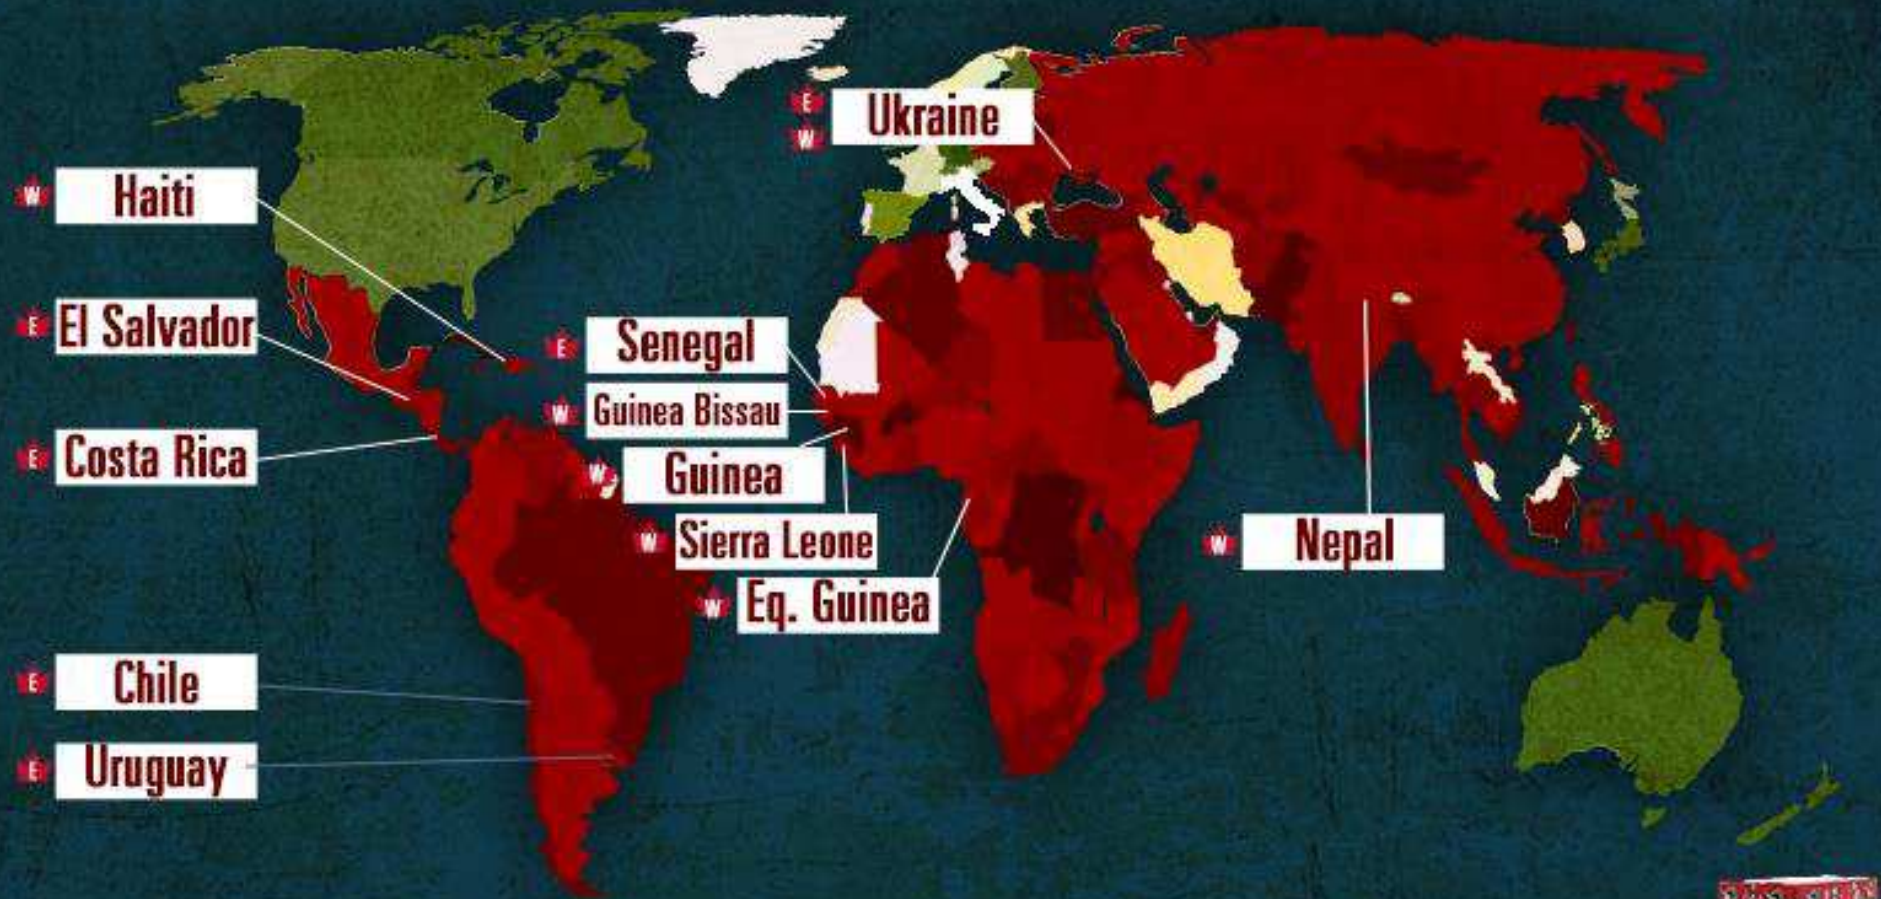 E
W Ukraine
W Haiti
E El Salvador
E Senegal
W Guinea Bissau
E Costa Rica
W Guinea
W Sierra Leone
W Nepal
W Eq. Guinea
E Chile
E Uruguay